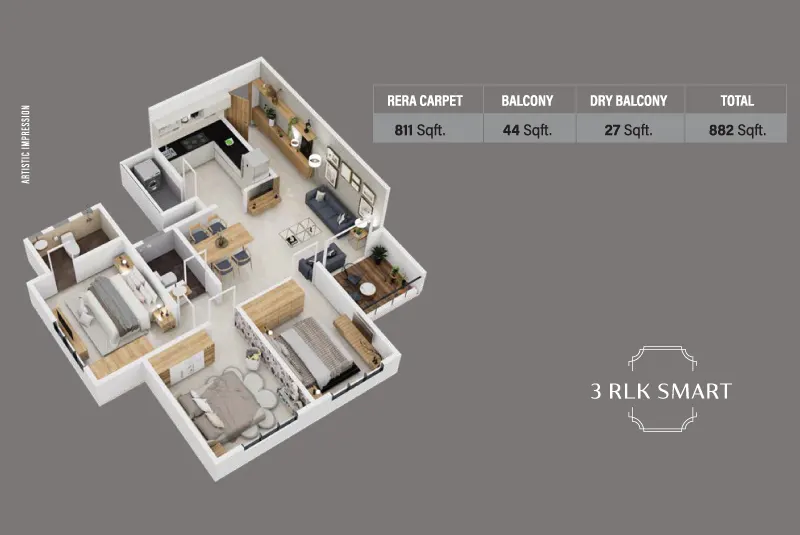 ARTISTIC IMPRESSION
RERA CARPET BALCONY DRY BALCONY TOTAL
811 Sqft. 44 Sqft. 27 Sqft. 882 Sqft.
3 RLK SMART